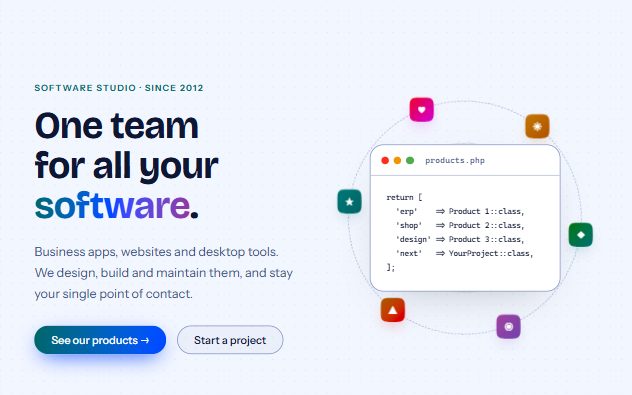 SOFTWARE STUDIO · SINCE 2012
One team
for all your
software.
Business apps, websites and desktop tools.
We design, build and maintain them, and stay
your single point of contact.
See our products →
Start a project
products.php
return [
'erp' => Product 1::class,
'shop' => Product 2::class,
'design' => Product 3::class,
'next' => YourProject::class,
];